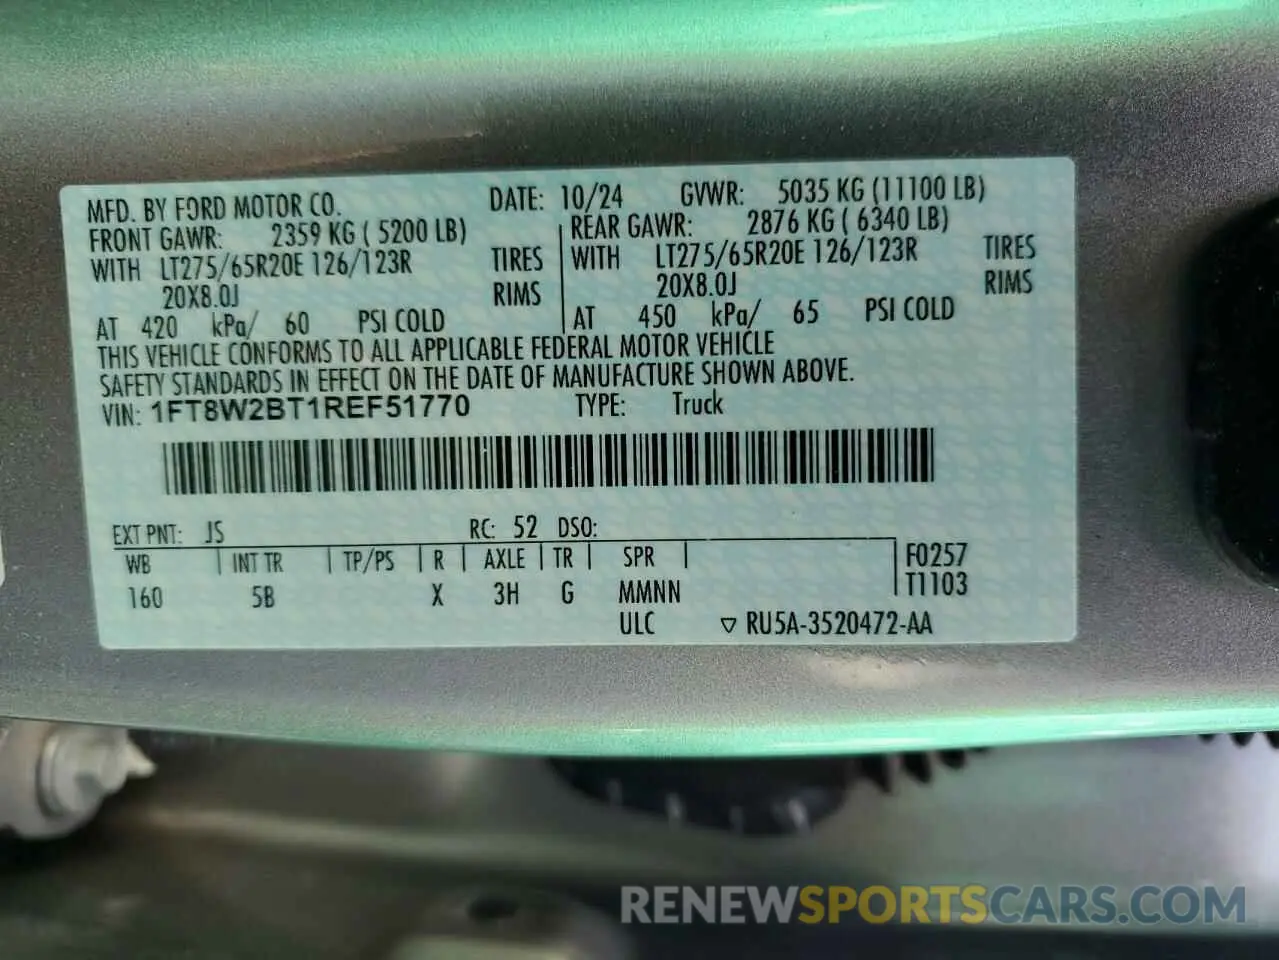 MFD. BY FORD MOTOR CO. DATE: 10/24 GVWR: 5035 KG (11100 LB)
FRONT GAWR: 2359 KG ( 5200 LB) REAR GAWR: 2876 KG ( 6340 LB)
WITH LT275/65R20E 126/123R TIRES WITH LT275/65R20E 126/123R TIRES
20X8.0J RIMS 20X8.0J RIMS
AT 420 kPa/ 60 PSI COLD AT 450 kPa/ 65 PSI COLD
THIS VEHICLE CONFORMS TO ALL APPLICABLE FEDERAL MOTOR VEHICLE
SAFETY STANDARDS IN EFFECT ON THE DATE OF MANUFACTURE SHOWN ABOVE.
VIN: 1FT8W2BT1REF51770 TYPE: Truck
EXT PNT: JS RC: 52 DSO:
WB INT TR TP/PS R AXLE TR SPR F0257
160 5B X 3H G MMNN T1103
ULC ▽ RU5A-3520472-AA
RENEWSPORTSCARS.COM